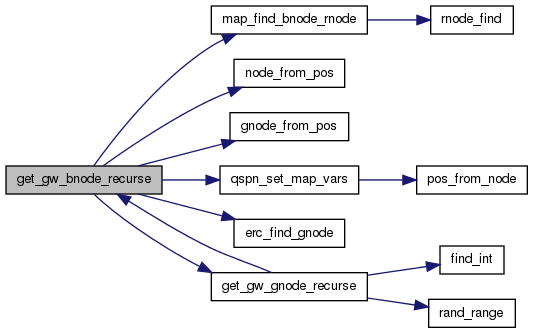 map_find_bnode_rnode
rnode_find
node_from_pos
gnode_from_pos
get_gw_bnode_recurse
qspn_set_map_vars
pos_from_node
erc_find_gnode
find_int
get_gw_gnode_recurse
rand_range